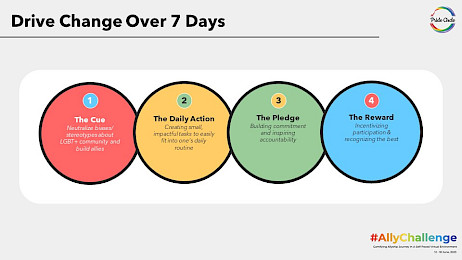 Drive Change Over 7 Days
Pride Circle
1
The Cue
Neutralize biases/
stereotypes about
LGBT+ community and
build allies
2
The Daily Action
Creating small,
impactful tasks to easily
fit into one's daily
routine
3
The Pledge
Building commitment
and inspiring
accountability
4
The Reward
Incentivizing
participation &
recognizing the best
#AllyChallenge